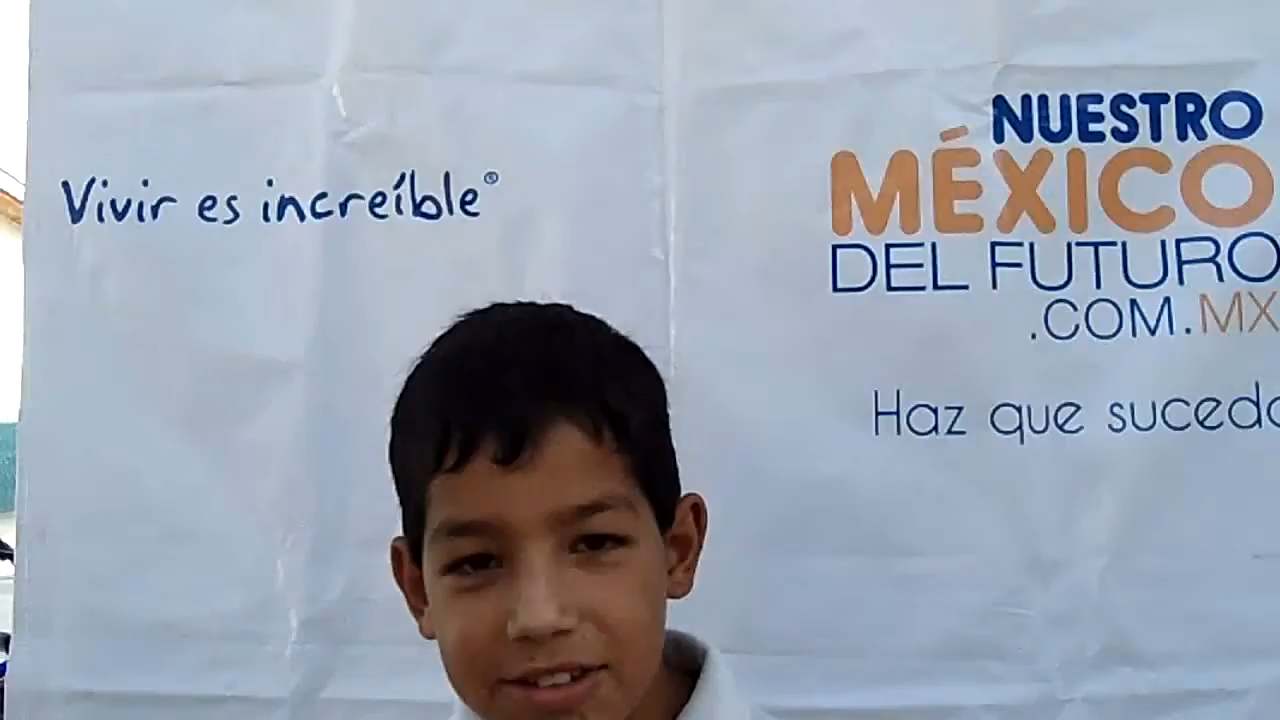 Vivir es increíble®
NUESTRO
MÉXICO
DEL FUTURO
.COM.MX
Haz que suceda